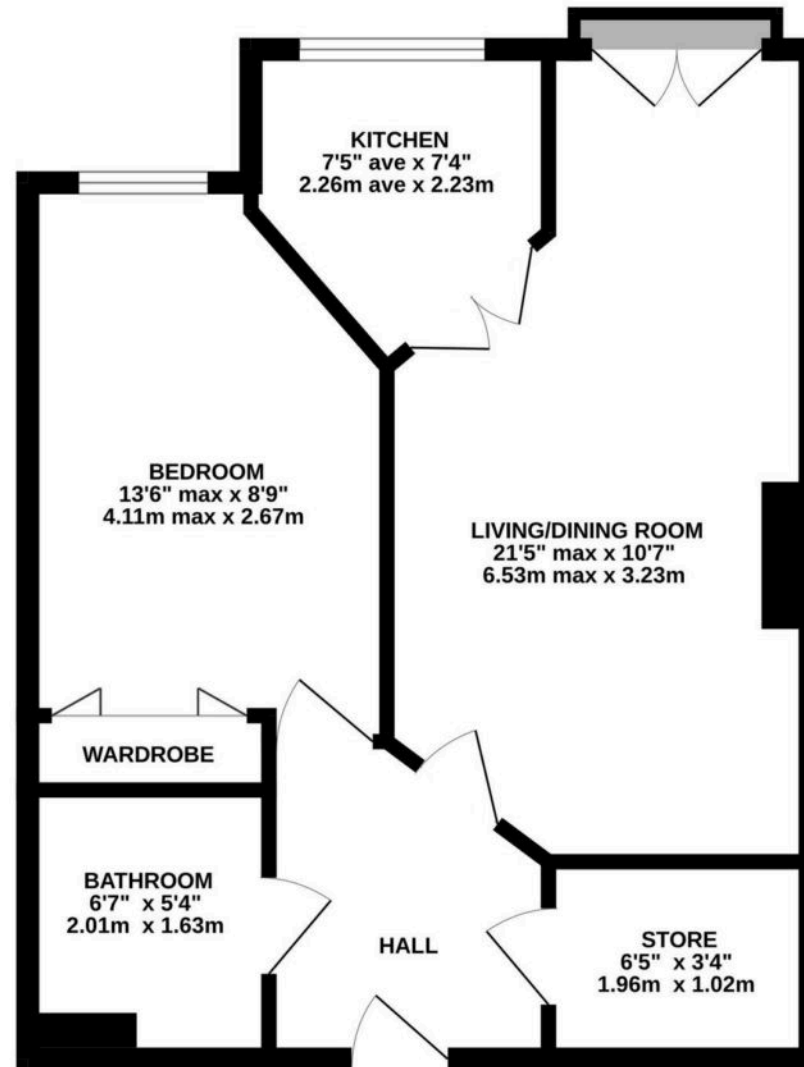 KITCHEN
7'5" ave x 7'4"
2.26m ave x 2.23m
BEDROOM
13'6" max x 8'9"
4.11m max x 2.67m
LIVING/DINING ROOM
21'5" max x 10'7"
6.53m max x 3.23m
WARDROBE
BATHROOM
6'7" x 5'4"
2.01m x 1.63m
HALL
STORE
6'5" x 3'4"
1.96m x 1.02m